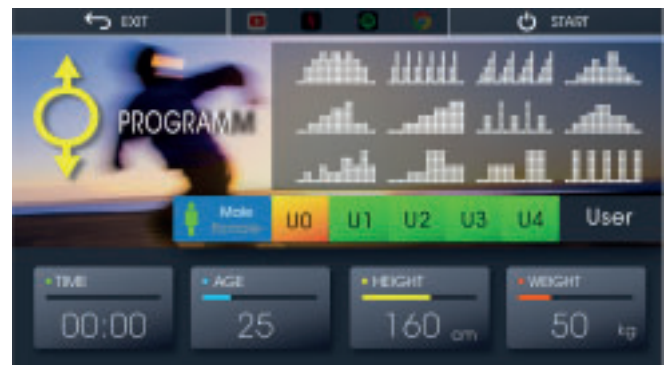 EXIT
START
PROGRAMM
Male
Female
U0 U1 U2 U3 U4 User
TIME
00:00
AGE
25
HEIGHT
160 cm
WEIGHT
50 kg